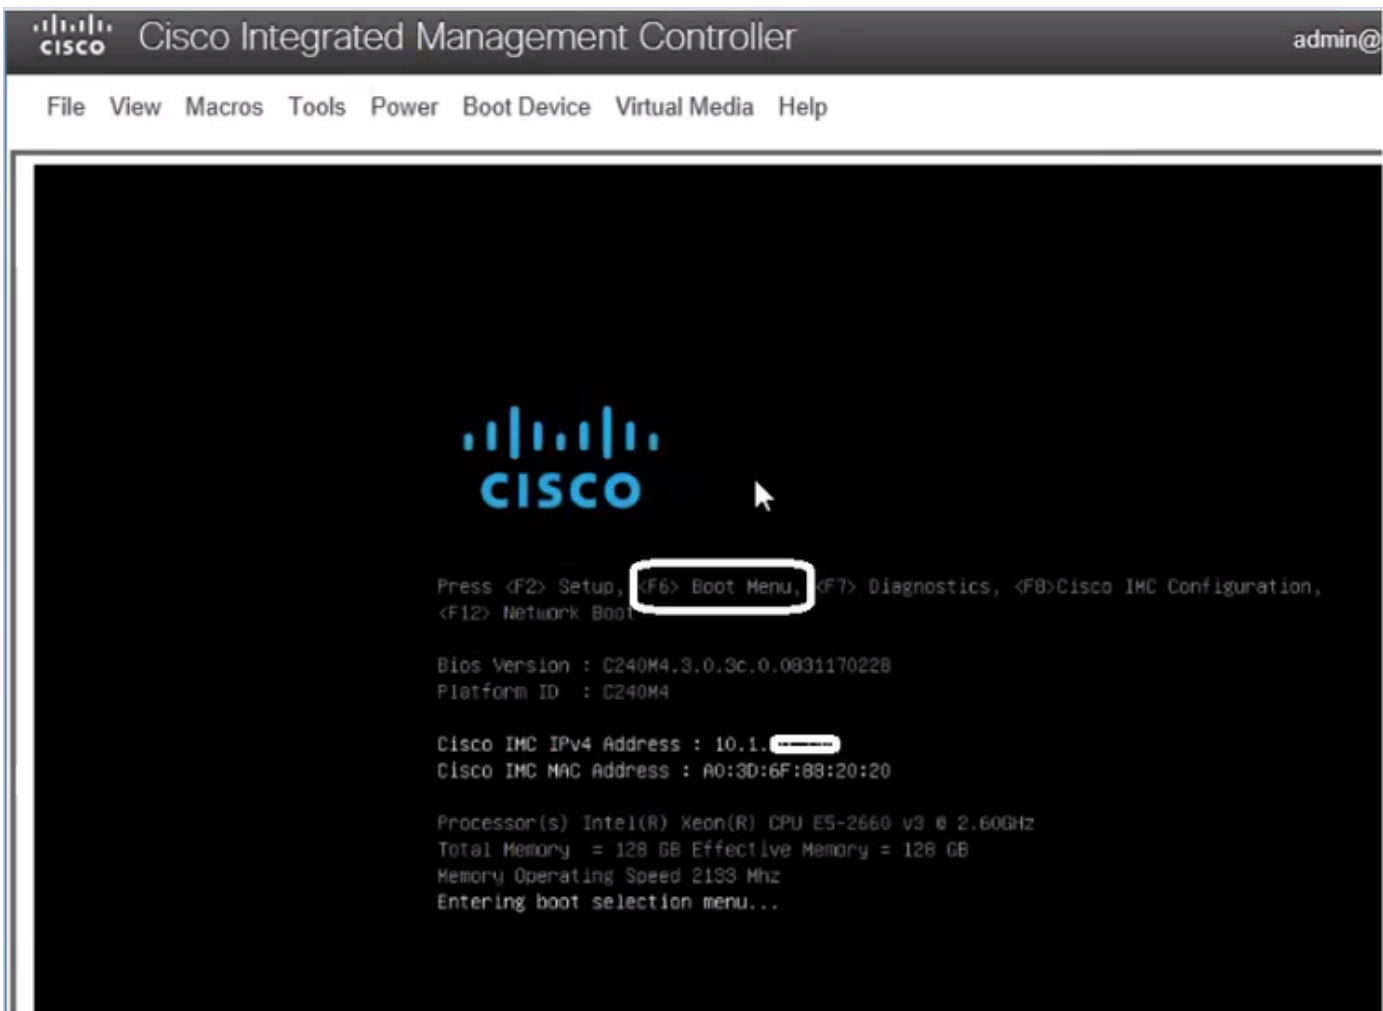 CISCO Cisco Integrated Management Controller admin@
File View Macros Tools Power Boot Device Virtual Media Help
CISCO
Press <F2> Setup, <F6> Boot Menu, <F7> Diagnostics, <F8>Cisco IMC Configuration,
<F12> Network Boot
Bios Version : C240M4.3.0.3c.0.0831170228
Platform ID : C240M4
Cisco IMC IPv4 Address : 10.1.
Cisco IMC MAC Address : A0:3D:6F:88:20:20
Processor(s) Intel(R) Xeon(R) CPU E5-2660 v3 @ 2.60GHz
Total Memory = 128 GB Effective Memory = 128 GB
Memory Operating Speed 2133 Mhz
Entering boot selection menu...